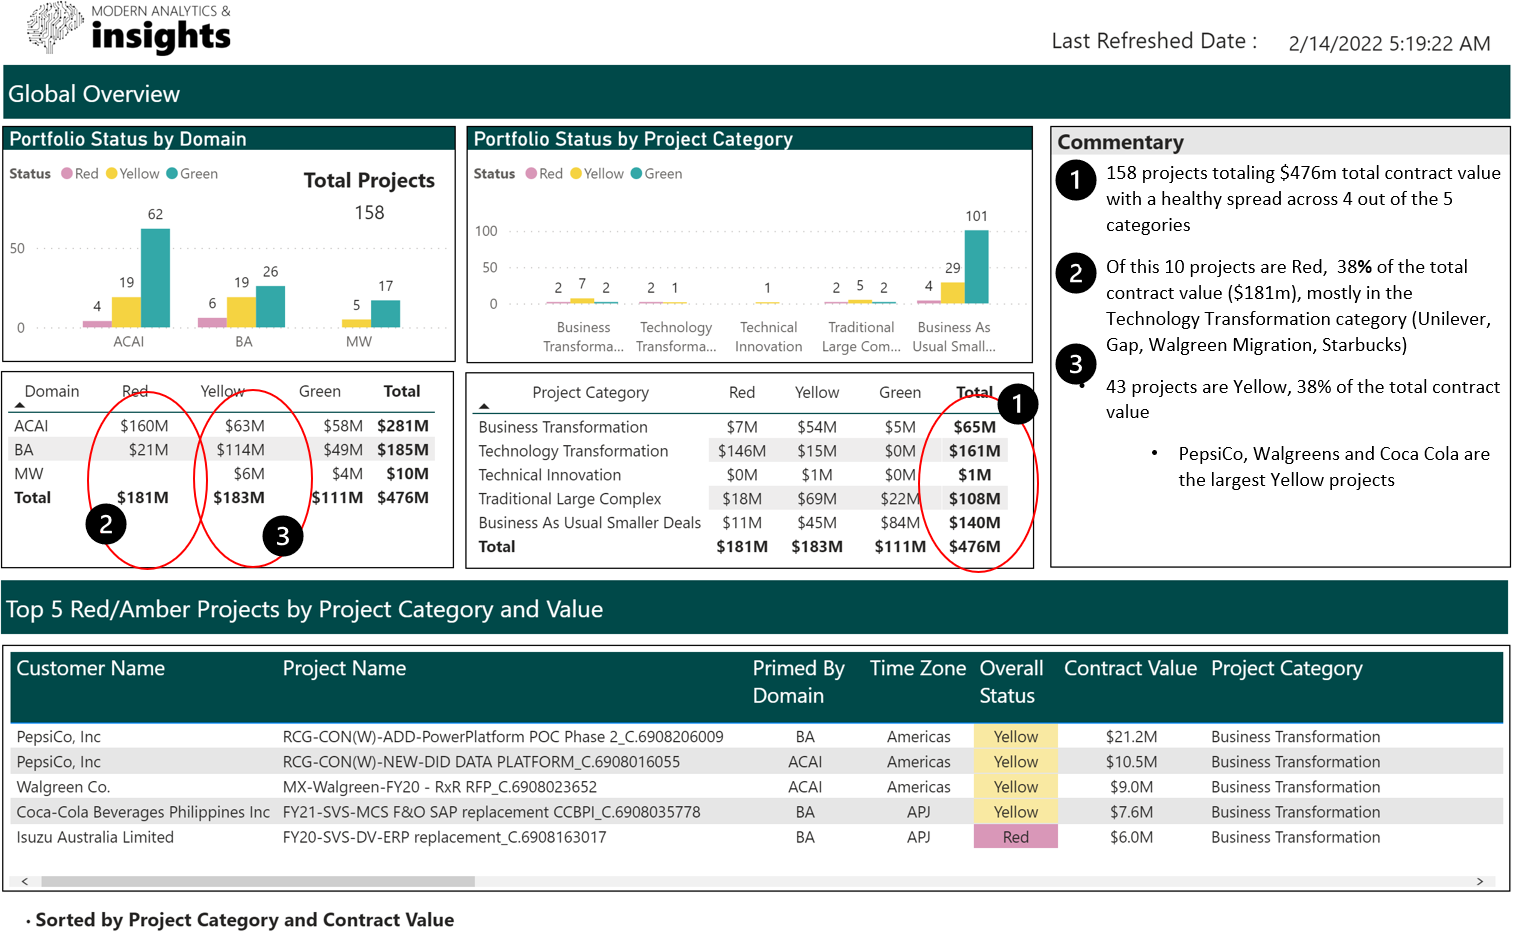 MODERN ANALYTICS &
insights
Last Refreshed Date : 2/14/2022 5:19:22 AM
Global Overview
Portfolio Status by Domain
Status Red Yellow Green
Total Projects
158
62
50
19
4
6
19
26
5
17
0
ACAI BA MW
Domain Red Yellow Green Total
ACAI $160M $63M $58M $281M
BA $21M $114M $49M $185M
MW $6M $4M $10M
Total $181M $183M $111M $476M
2
3
Portfolio Status by Project Category
Status Red Yellow Green
101
100
50
29
2 7 2 2 1 1 2 5 2 4
0
Business Technology Technical Traditional Business As
Transforma... Transforma... Innovation Large Com... Usual Small...
Project Category Red Yellow Green Total
1
Business Transformation $7M $54M $5M $65M
Technology Transformation $146M $15M $0M $161M
Technical Innovation $0M $1M $0M $1M
Traditional Large Complex $18M $69M $22M $108M
Business As Usual Smaller Deals $11M $45M $84M $140M
Total $181M $183M $111M $476M
Commentary
1 158 projects totaling $476m total contract value
with a healthy spread across 4 out of the 5
categories
2 Of this 10 projects are Red, 38% of the total
contract value ($181m), mostly in the
Technology Transformation category (Unilever,
Gap, Walgreen Migration, Starbucks)
3
• 43 projects are Yellow, 38% of the total contract
value
• PepsiCo, Walgreens and Coca Cola are
the largest Yellow projects
Top 5 Red/Amber Projects by Project Category and Value
Customer Name Project Name Primed By Time Zone Overall Contract Value Project Category
Domain Status
PepsiCo, Inc RCG-CON(W)-ADD-PowerPlatform POC Phase 2_C.6908206009 BA Americas Yellow $21.2M Business Transformation
PepsiCo, Inc RCG-CON(W)-NEW-DID DATA PLATFORM_C.6908016055 ACAI Americas Yellow $10.5M Business Transformation
Walgreen Co. MX-Walgreen-FY20 - RxR RFP_C.6908023652 ACAI Americas Yellow $9.0M Business Transformation
Coca-Cola Beverages Philippines Inc FY21-SVS-MCS F&O SAP replacement CCBPI_C.6908035778 BA APJ Yellow $7.6M Business Transformation
Isuzu Australia Limited FY20-SVS-DV-ERP replacement_C.6908163017 BA APJ Red $6.0M Business Transformation
· Sorted by Project Category and Contract Value